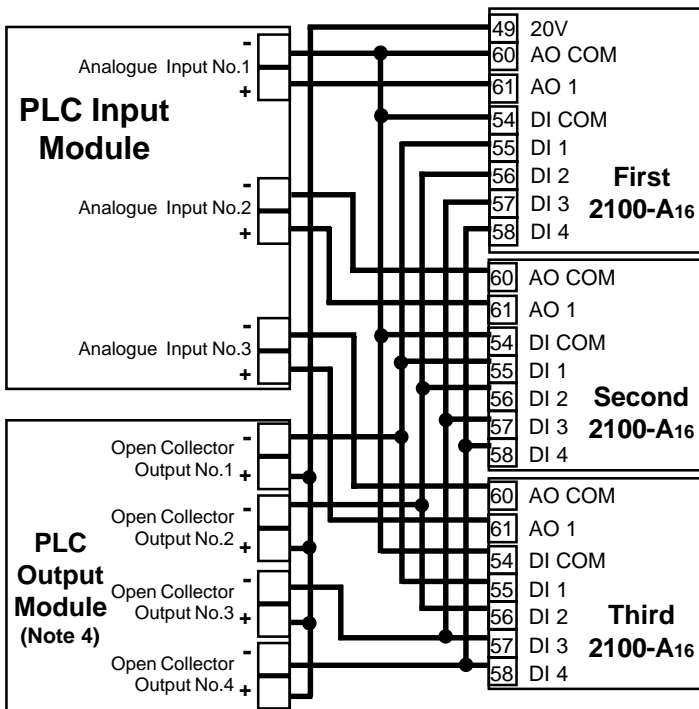 -
Analogue Input No.1
+
PLC Input
Module
-
Analogue Input No.2
+
-
Analogue Input No.3
+
-
Open Collector
Output No.1
+
-
Open Collector
Output No.2
+
PLC
Output
Module
(Note 4)
-
Open Collector
Output No.3
+
-
Open Collector
Output No.4
+
49 20V
60 AO COM
61 AO 1
54 DI COM
55 DI 1
56 DI 2
57 DI 3
58 DI 4
First
2100-A16
60 AO COM
61 AO 1
54 DI COM
55 DI 1
56 DI 2
57 DI 3
58 DI 4
Second
2100-A16
60 AO COM
61 AO 1
54 DI COM
55 DI 1
56 DI 2
57 DI 3
58 DI 4
Third
2100-A16